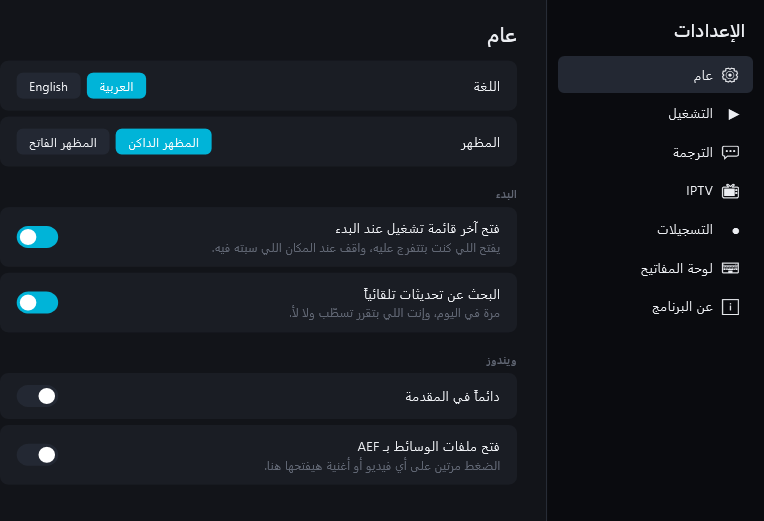 الإعدادات
عام
التشغيل
الترجمة
IPTV
التسجيلات
لوحة المفاتيح
عن البرنامج
عام
اللغة
العربية
English
المظهر
المظهر الداكن
المظهر الفاتح
البدء
فتح آخر قائمة تشغيل عند البدء
يفتح اللي كنت بتتفرج عليه، واقف عند المكان اللي سبته فيه.
البحث عن تحديثات تلقائياً
مرة في اليوم، وإنت اللي بتقرر تسطّب ولا لأ.
ويندوز
دائماً في المقدمة
فتح ملفات الوسائط بـ AEF
الضغط مرتين على أي فيديو أو أغنية هيفتحها هنا.